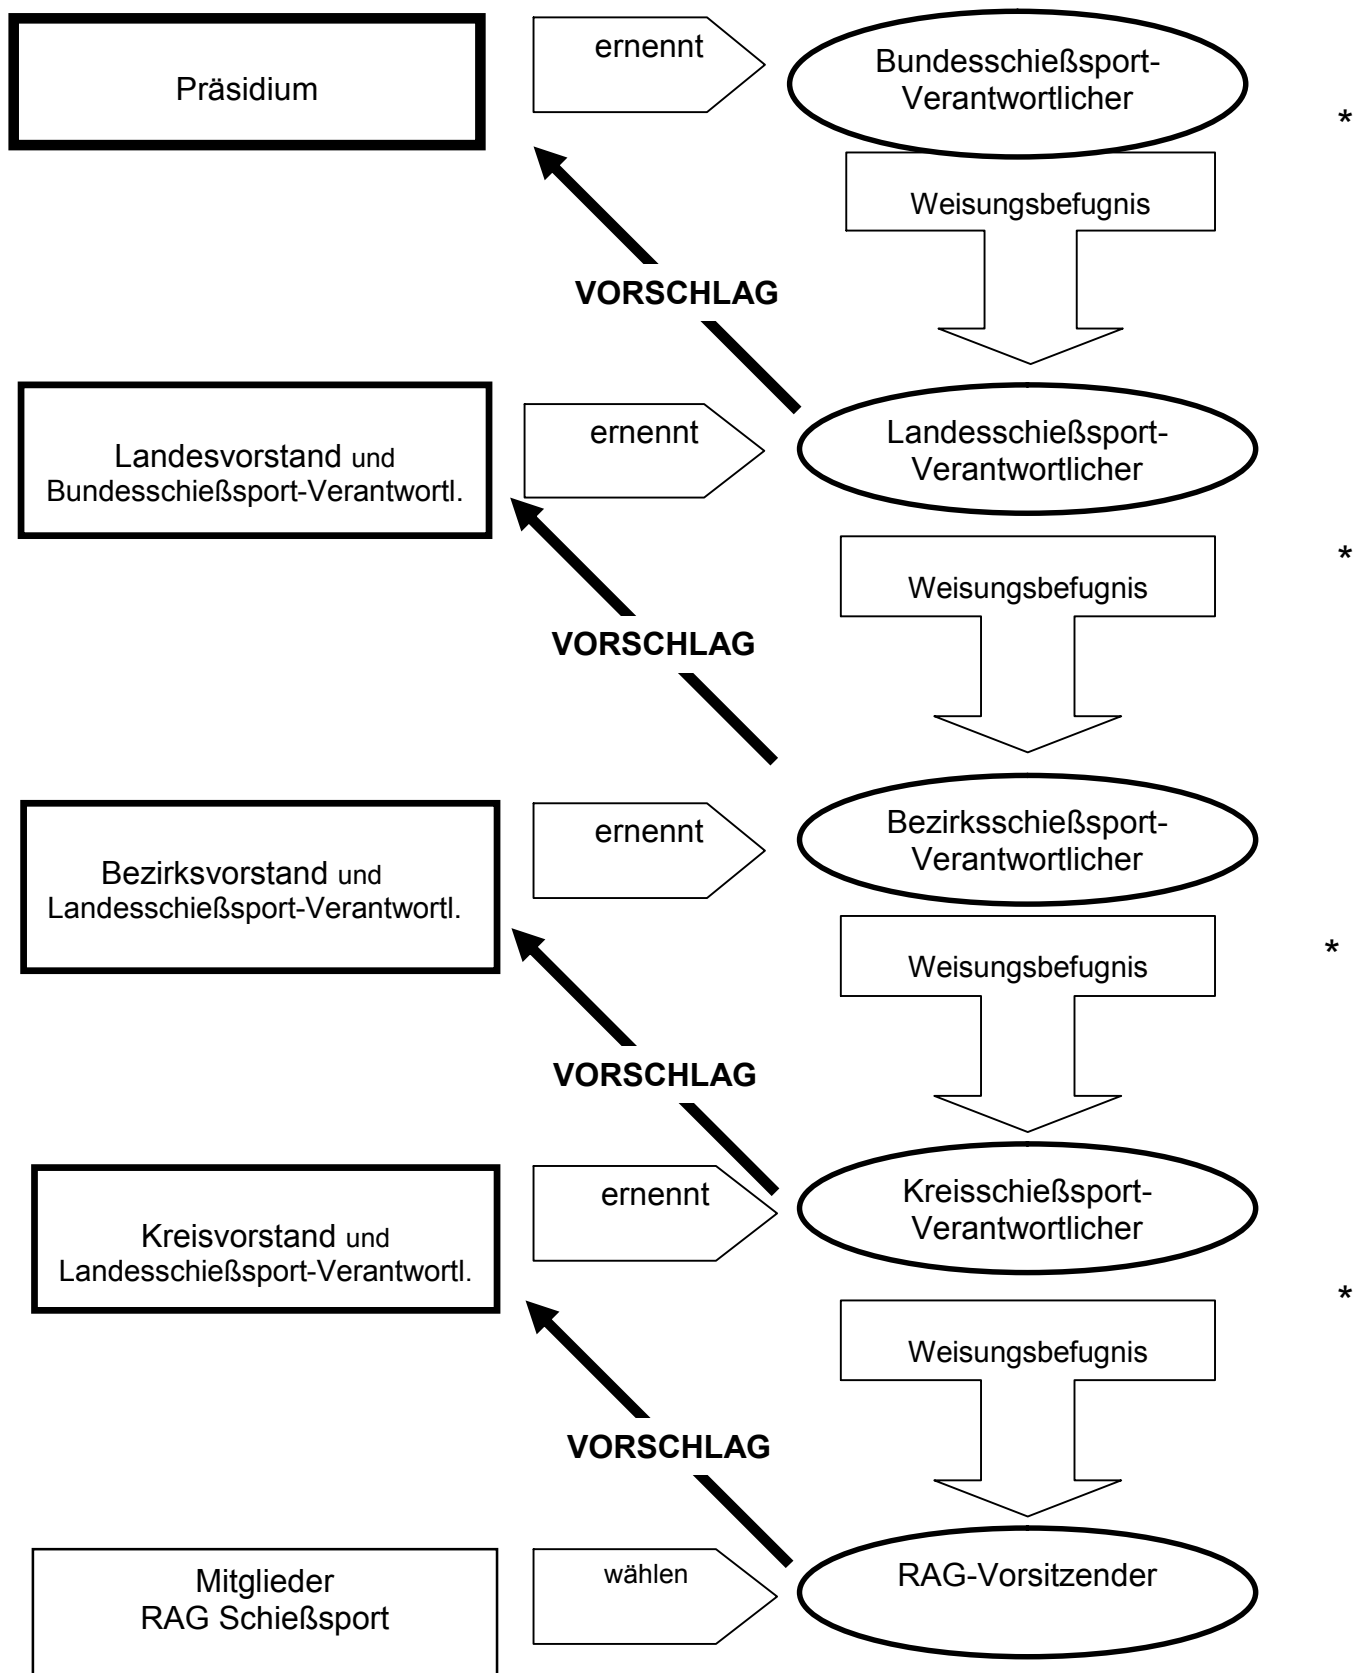 Präsidium
ernennt
Bundesschießsport-
Verantwortlicher
*
Weisungsbefugnis
VORSCHLAG
Landesvorstand und
Bundesschießsport-Verantwortl.
ernennt
Landesschießsport-
Verantwortlicher
*
Weisungsbefugnis
VORSCHLAG
Bezirksvorstand und
Landesschießsport-Verantwortl.
ernennt
Bezirksschießsport-
Verantwortlicher
*
Weisungsbefugnis
VORSCHLAG
Kreisvorstand und
Landesschießsport-Verantwortl.
ernennt
Kreisschießsport-
Verantwortlicher
*
Weisungsbefugnis
VORSCHLAG
Mitglieder
RAG Schießsport
wählen
RAG-Vorsitzender